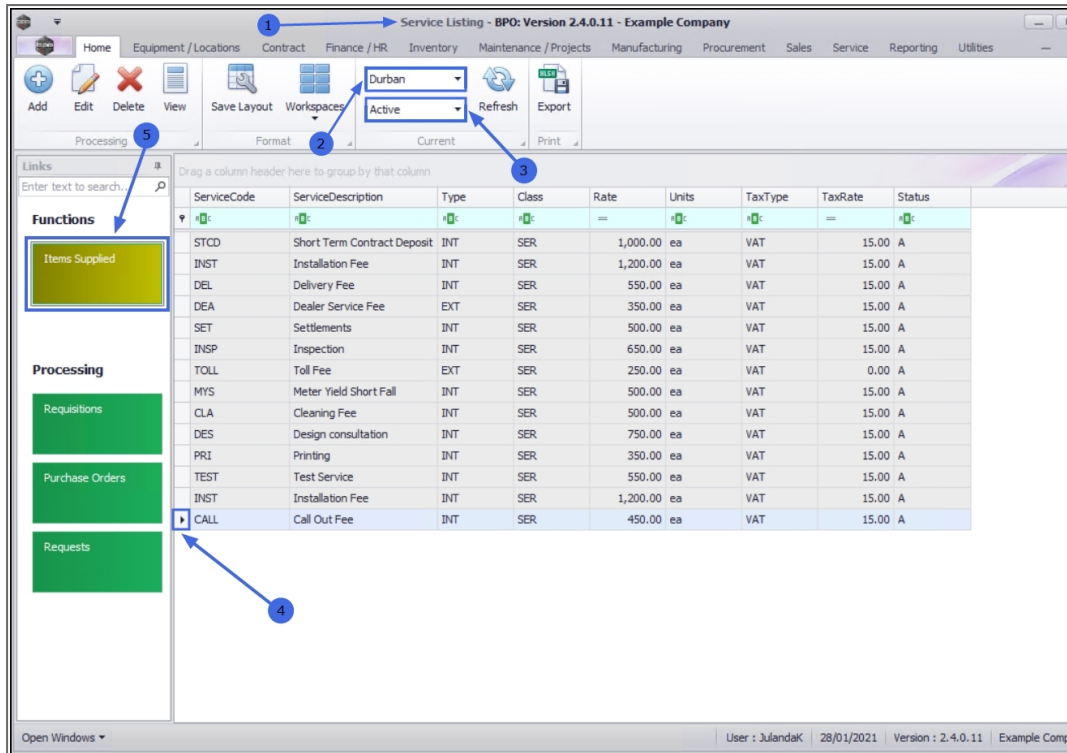 1
Service Listing - BPO: Version 2.4.0.11 - Example Company
Home Equipment / Locations Contract Finance / HR Inventory Maintenance / Projects Manufacturing Procurement Sales Service Reporting Utilities
Durban
Active
Add Edit Delete View Save Layout Workspaces Refresh Export
Processing Format Current Print
5
2
3
Links
Drag a column header here to group by that column
Enter text to search...
ServiceCode ServiceDescription Type Class Rate Units TaxType TaxRate Status
Functions
Items Supplied
STCD Short Term Contract Deposit INT SER 1,000.00 ea VAT 15.00 A
INST Installation Fee INT SER 1,200.00 ea VAT 15.00 A
DEL Delivery Fee INT SER 550.00 ea VAT 15.00 A
DEA Dealer Service Fee EXT SER 350.00 ea VAT 15.00 A
SET Settlements INT SER 500.00 ea VAT 15.00 A
INSP Inspection INT SER 650.00 ea VAT 15.00 A
TOLL Toll Fee EXT SER 250.00 ea VAT 0.00 A
MYS Meter Yield Short Fall INT SER 500.00 ea VAT 15.00 A
CLA Cleaning Fee INT SER 500.00 ea VAT 15.00 A
DES Design consultation INT SER 750.00 ea VAT 15.00 A
PRI Printing INT SER 350.00 ea VAT 15.00 A
TEST Test Service INT SER 550.00 ea VAT 15.00 A
INST Installation Fee INT SER 1,200.00 ea VAT 15.00 A
CALL Call Out Fee INT SER 450.00 ea VAT 15.00 A
Processing
Requisitions
Purchase Orders
Requests
4
Open Windows User : JulandaK 28/01/2021 Version : 2.4.0.11 Example Comp